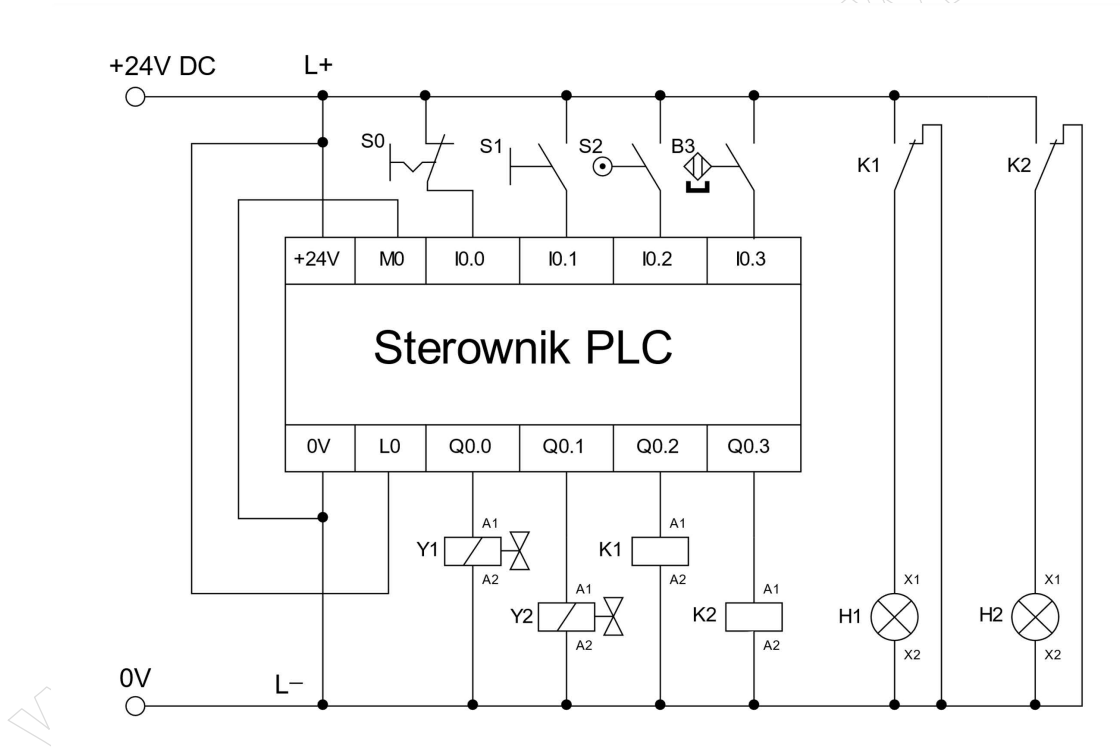 +24V DC L+
S0 S1 S2 B3 K1 K2
+24V M0 I0.0 I0.1 I0.2 I0.3
Sterownik PLC
0V L0 Q0.0 Q0.1 Q0.2 Q0.3
A1 A1
Y1 K1
A2 A2
A1 A1 X1 X1
Y2 K2 H1 H2
A2 A2 X2 X2
0V L–